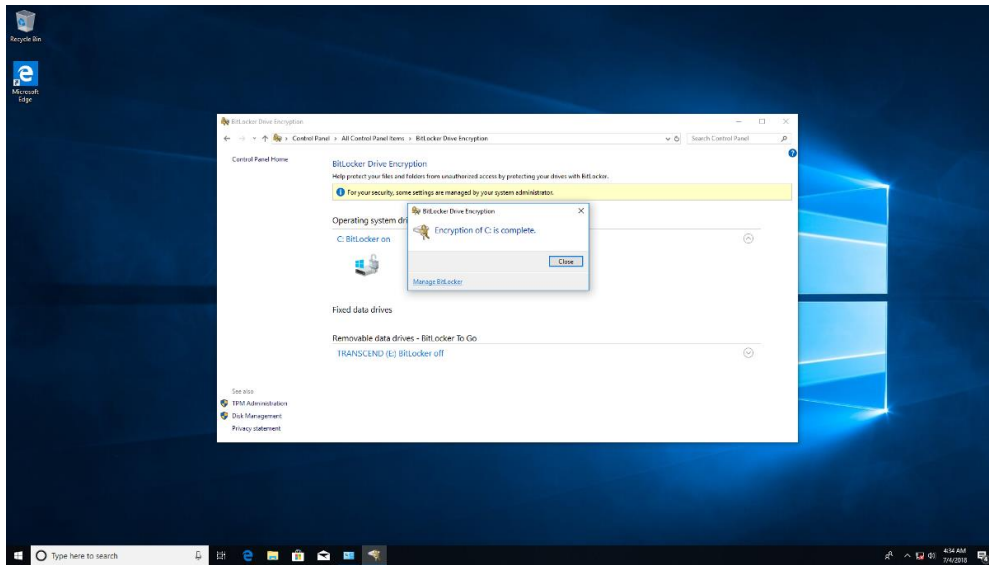 Recycle Bin
Microsoft
Edge
BitLocker Drive Encryption
Control Panel › All Control Panel Items › BitLocker Drive Encryption
Search Control Panel
Control Panel Home
BitLocker Drive Encryption
Help protect your files and folders from unauthorized access by protecting your drives with BitLocker.
For your security, some settings are managed by your system administrator.
Operating system dri
C: BitLocker on
BitLocker Drive Encryption
Encryption of C: is complete.
Close
Manage BitLocker
Fixed data drives
Removable data drives - BitLocker To Go
TRANSCEND (E:) BitLocker off
See also
TPM Administration
Disk Management
Privacy statement
Type here to search
4:34 AM
7/4/2018